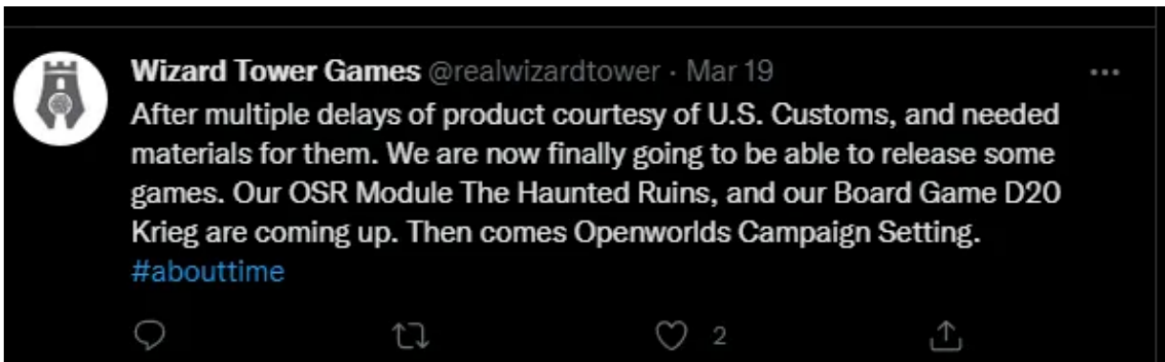 Wizard Tower Games @realwizardtower · Mar 19
After multiple delays of product courtesy of U.S. Customs, and needed
materials for them. We are now finally going to be able to release some
games. Our OSR Module The Haunted Ruins, and our Board Game D20
Krieg are coming up. Then comes Openworlds Campaign Setting.
#abouttime
2